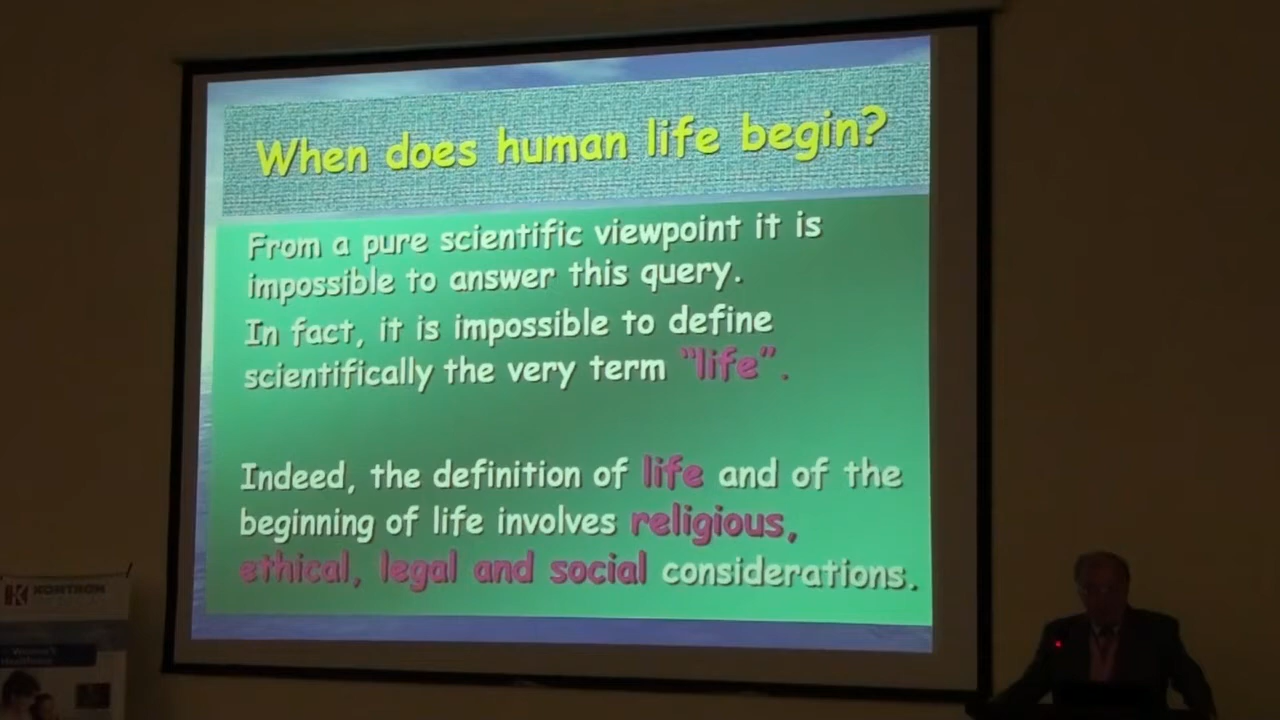 When does human life begin?
From a pure scientific viewpoint it is
impossible to answer this query.
In fact, it is impossible to define
scientifically the very term "life".
Indeed, the definition of life and of the
beginning of life involves religious,
ethical, legal and social considerations.
KONTRON